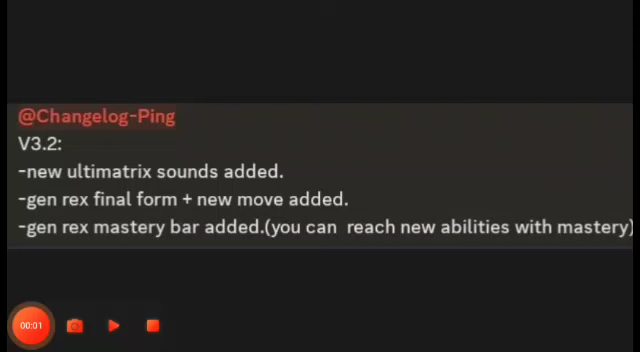 @Changelog-Ping
V3.2:
-new ultimatrix sounds added.
-gen rex final form + new move added.
-gen rex mastery bar added.(you can reach new abilities with mastery)
00:01